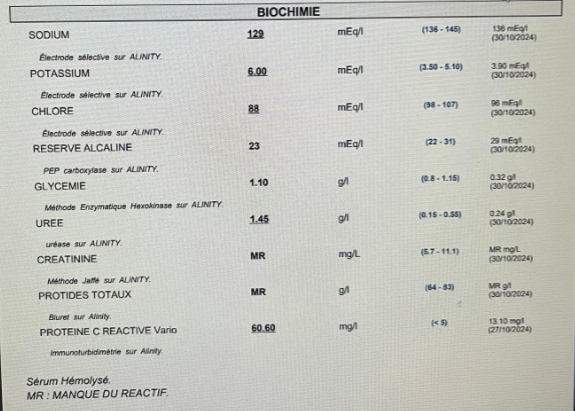 BIOCHIMIE
SODIUM 129 mEq/l (136 - 145) 136 mEq/l (30/10/2024)
Électrode sélective sur ALINITY.
POTASSIUM 6.00 mEq/l (3.50 - 5.10) 3.90 mEq/l (30/10/2024)
Électrode sélective sur ALINITY.
CHLORE 88 mEq/l (98 - 107) 96 mEq/l (30/10/2024)
Électrode sélective sur ALINITY.
RESERVE ALCALINE 23 mEq/l (22 - 31) 29 mEq/l (30/10/2024)
PEP carboxylase sur ALINITY.
GLYCEMIE 1.10 g/l (0.8 - 1.15) 0.32 g/l (30/10/2024)
Méthode Enzymatique Hexokinase sur ALINITY.
UREE 1.45 g/l (0.15 - 0.55) 0.24 g/l (30/10/2024)
uréase sur ALINITY.
CREATININE MR mg/L (5.7 - 11.1) MR mg/L (30/10/2024)
Méthode Jaffé sur ALINITY.
PROTIDES TOTAUX MR g/l (64 - 83) MR g/l (30/10/2024)
Biuret sur Alinity.
PROTEINE C REACTIVE Vario 60.60 mg/l (< 5) 13.10 mg/l (27/10/2024)
Immunoturbidimétrie sur Alinity.
Sérum Hémolysé.
MR : MANQUE DU REACTIF.